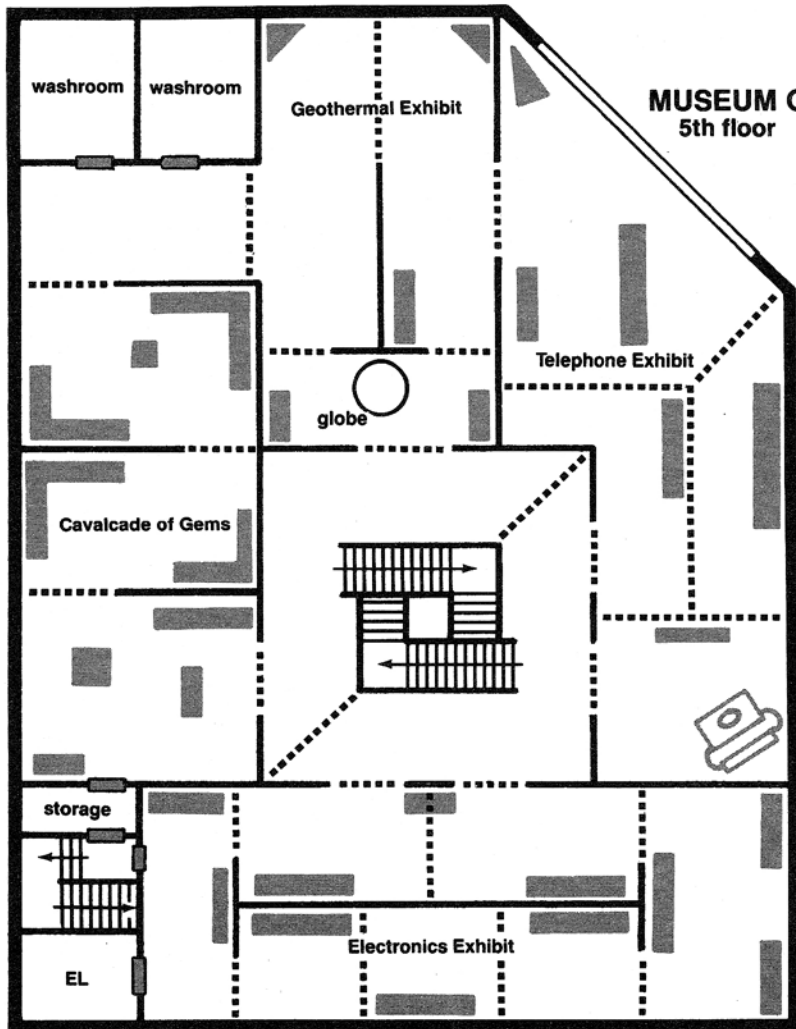 washroom
washroom
Geothermal Exhibit
MUSEUM
5th floor
Telephone Exhibit
globe
Cavalcade of Gems
storage
Electronics Exhibit
EL